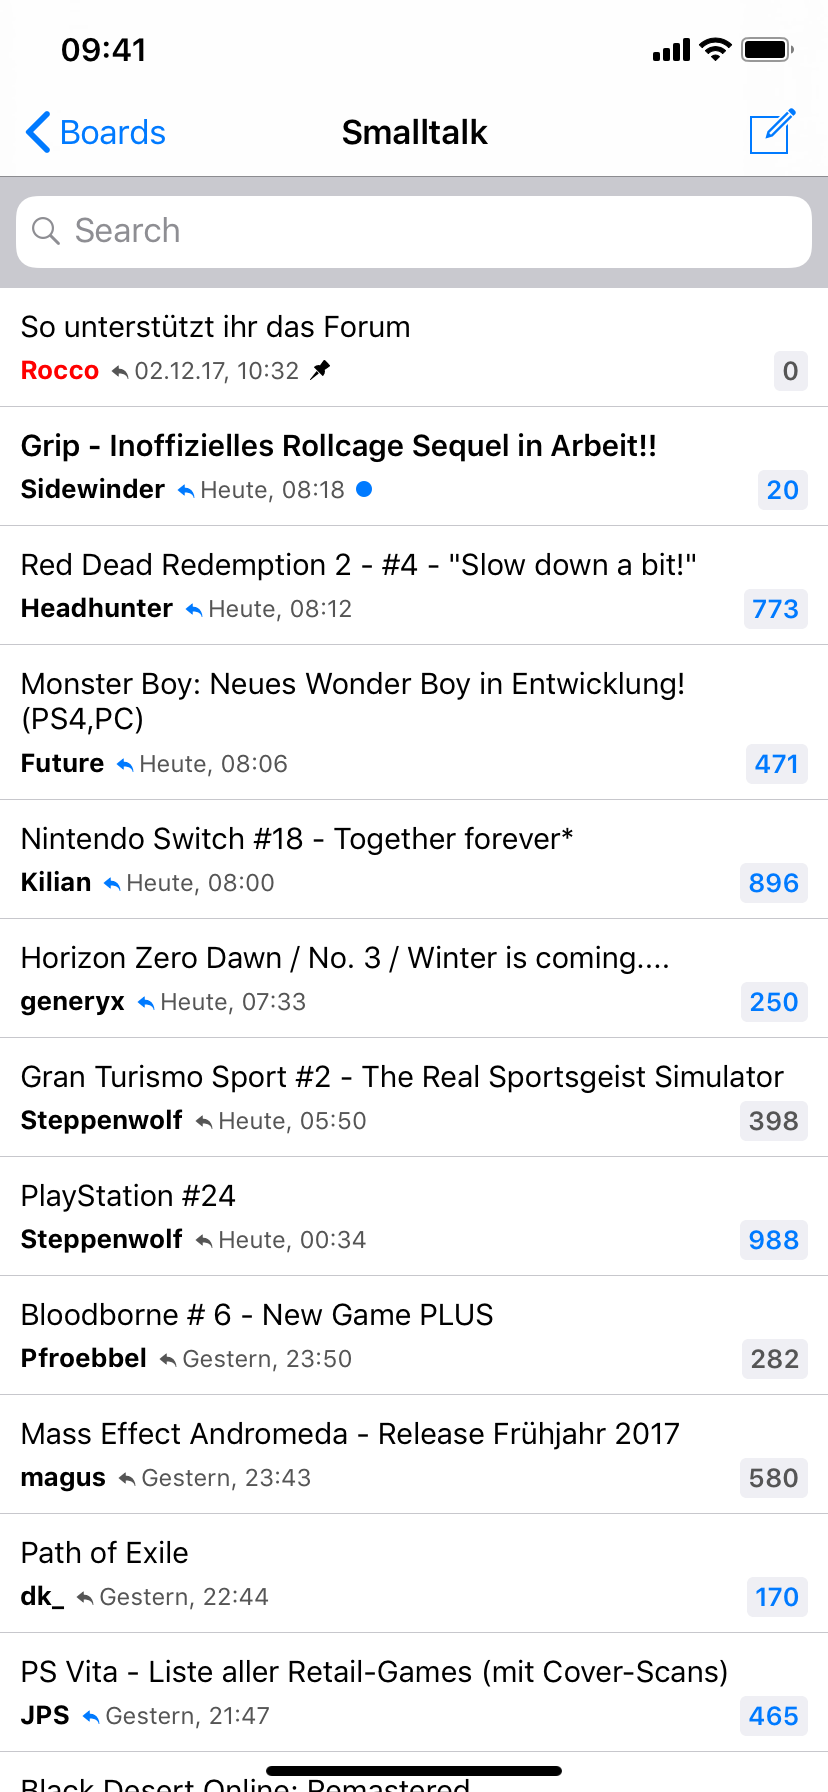 09:41
Boards
Smalltalk
Search
So unterstützt ihr das Forum
Rocco 02.12.17, 10:32
0
Grip - Inoffizielles Rollcage Sequel in Arbeit!!
Sidewinder Heute, 08:18
20
Red Dead Redemption 2 - #4 - "Slow down a bit!"
Headhunter Heute, 08:12
773
Monster Boy: Neues Wonder Boy in Entwicklung!
(PS4,PC)
Future Heute, 08:06
471
Nintendo Switch #18 - Together forever*
Kilian Heute, 08:00
896
Horizon Zero Dawn / No. 3 / Winter is coming....
generyx Heute, 07:33
250
Gran Turismo Sport #2 - The Real Sportsgeist Simulator
Steppenwolf Heute, 05:50
398
PlayStation #24
Steppenwolf Heute, 00:34
988
Bloodborne # 6 - New Game PLUS
Pfroebbel Gestern, 23:50
282
Mass Effect Andromeda - Release Frühjahr 2017
magus Gestern, 23:43
580
Path of Exile
dk_ Gestern, 22:44
170
PS Vita - Liste aller Retail-Games (mit Cover-Scans)
JPS Gestern, 21:47
465
Black Desert Online: Remastered